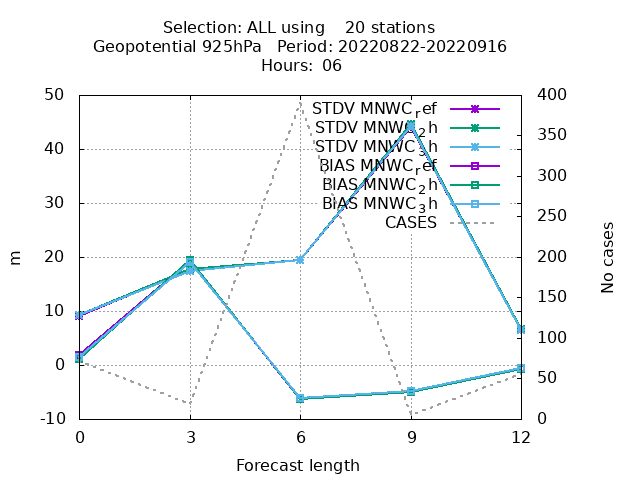 Selection: ALL using    20 stations
Geopotential 925hPa   Period: 20220822-20220916
Hours: 06
50
40
30
20
10
0
-10
m
STDV MNWC_ref
STDV MNWC_2h
STDV MNWC_3h
BIAS MNWC_ref
BIAS MNWC_2h
BIAS MNWC_3h
CASES
400
350
300
250
200
150
100
50
0
No cases
0 3 6 9 12
Forecast length